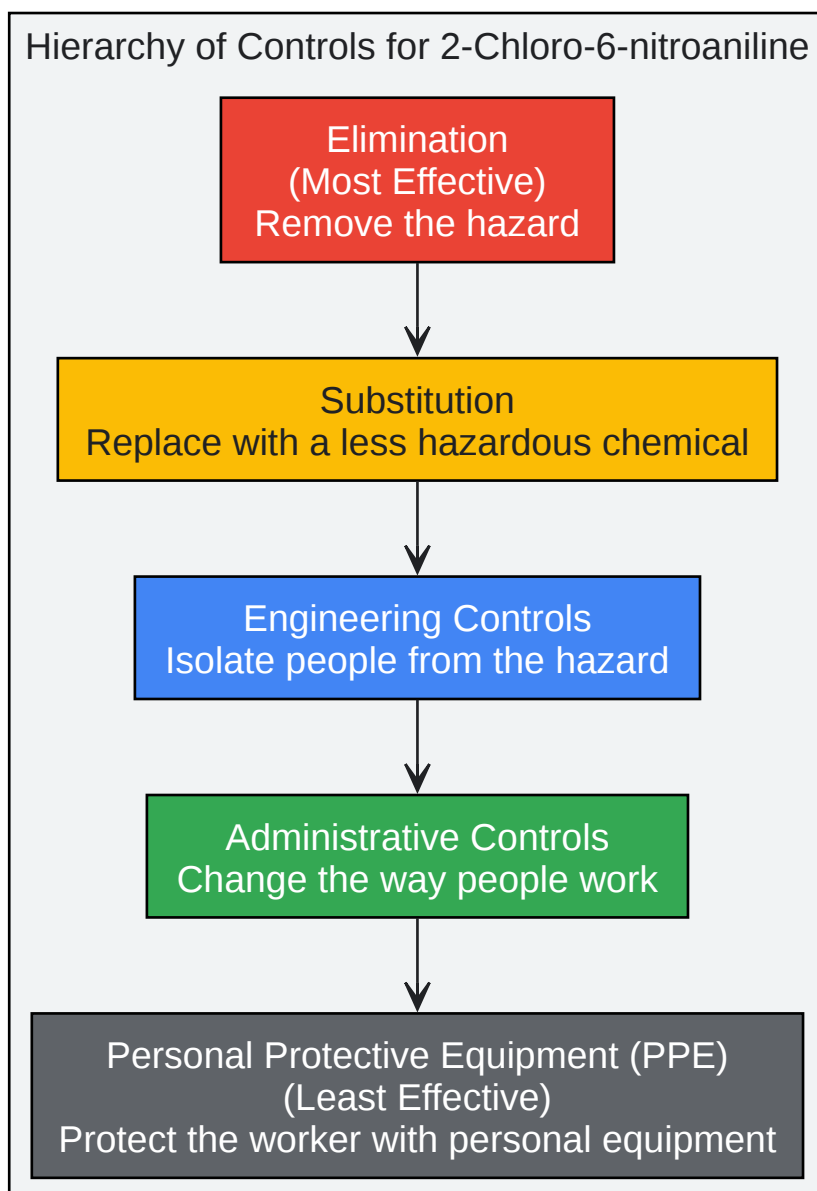 Hierarchy of Controls for 2-Chloro-6-nitroaniline
Elimination
(Most Effective)
Remove the hazard
Substitution
Replace with a less hazardous chemical
Engineering Controls
Isolate people from the hazard
Administrative Controls
Change the way people work
Personal Protective Equipment (PPE)
(Least Effective)
Protect the worker with personal equipment